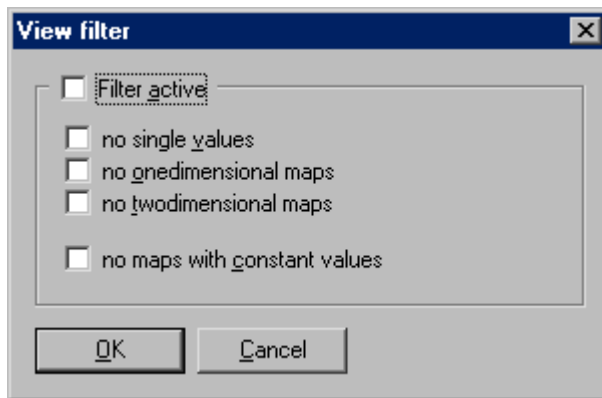 View filter
Filter active
no single values
no onedimensional maps
no twodimensional maps
no maps with constant values
OK Cancel